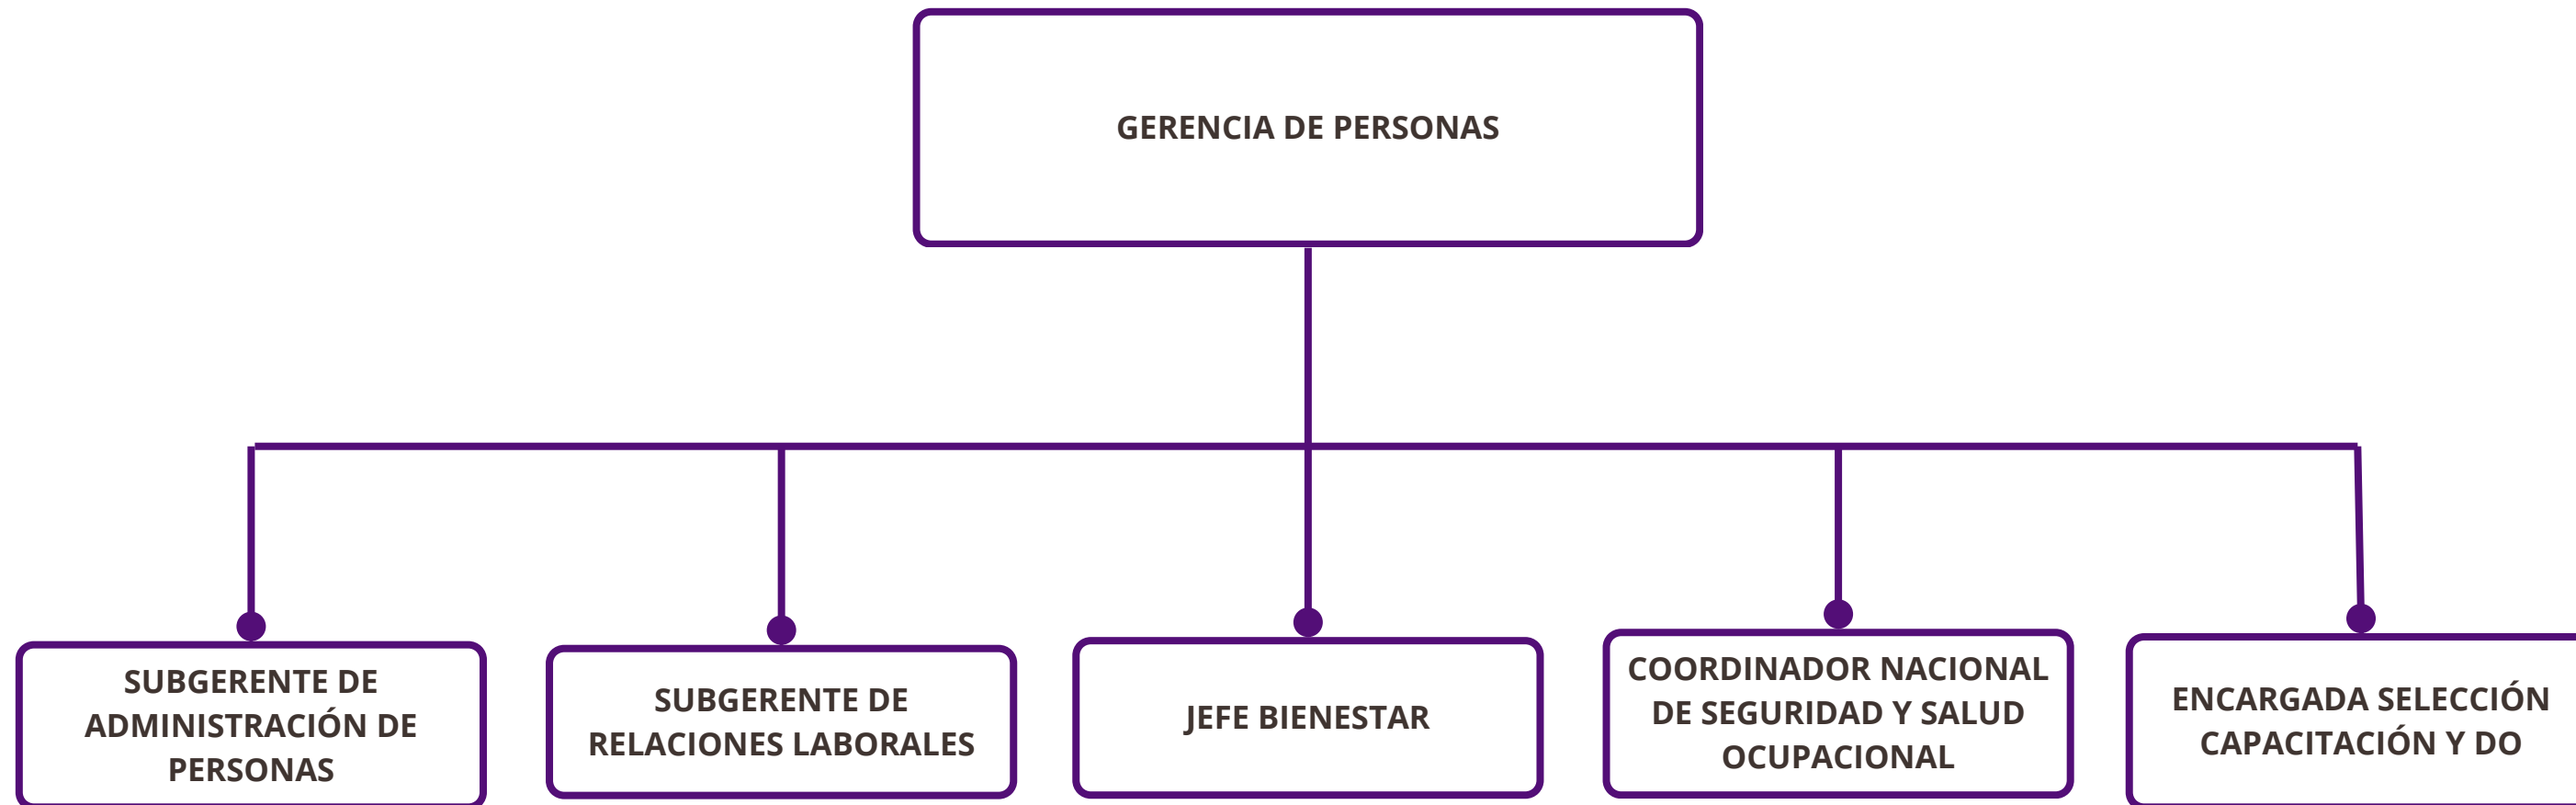 GERENCIA DE PERSONAS
SUBGERENTE DE
ADMINISTRACIÓN DE
PERSONAS
SUBGERENTE DE
RELACIONES LABORALES
JEFE BIENESTAR
COORDINADOR NACIONAL
DE SEGURIDAD Y SALUD
OCUPACIONAL
ENCARGADA SELECCIÓN
CAPACITACIÓN Y DO